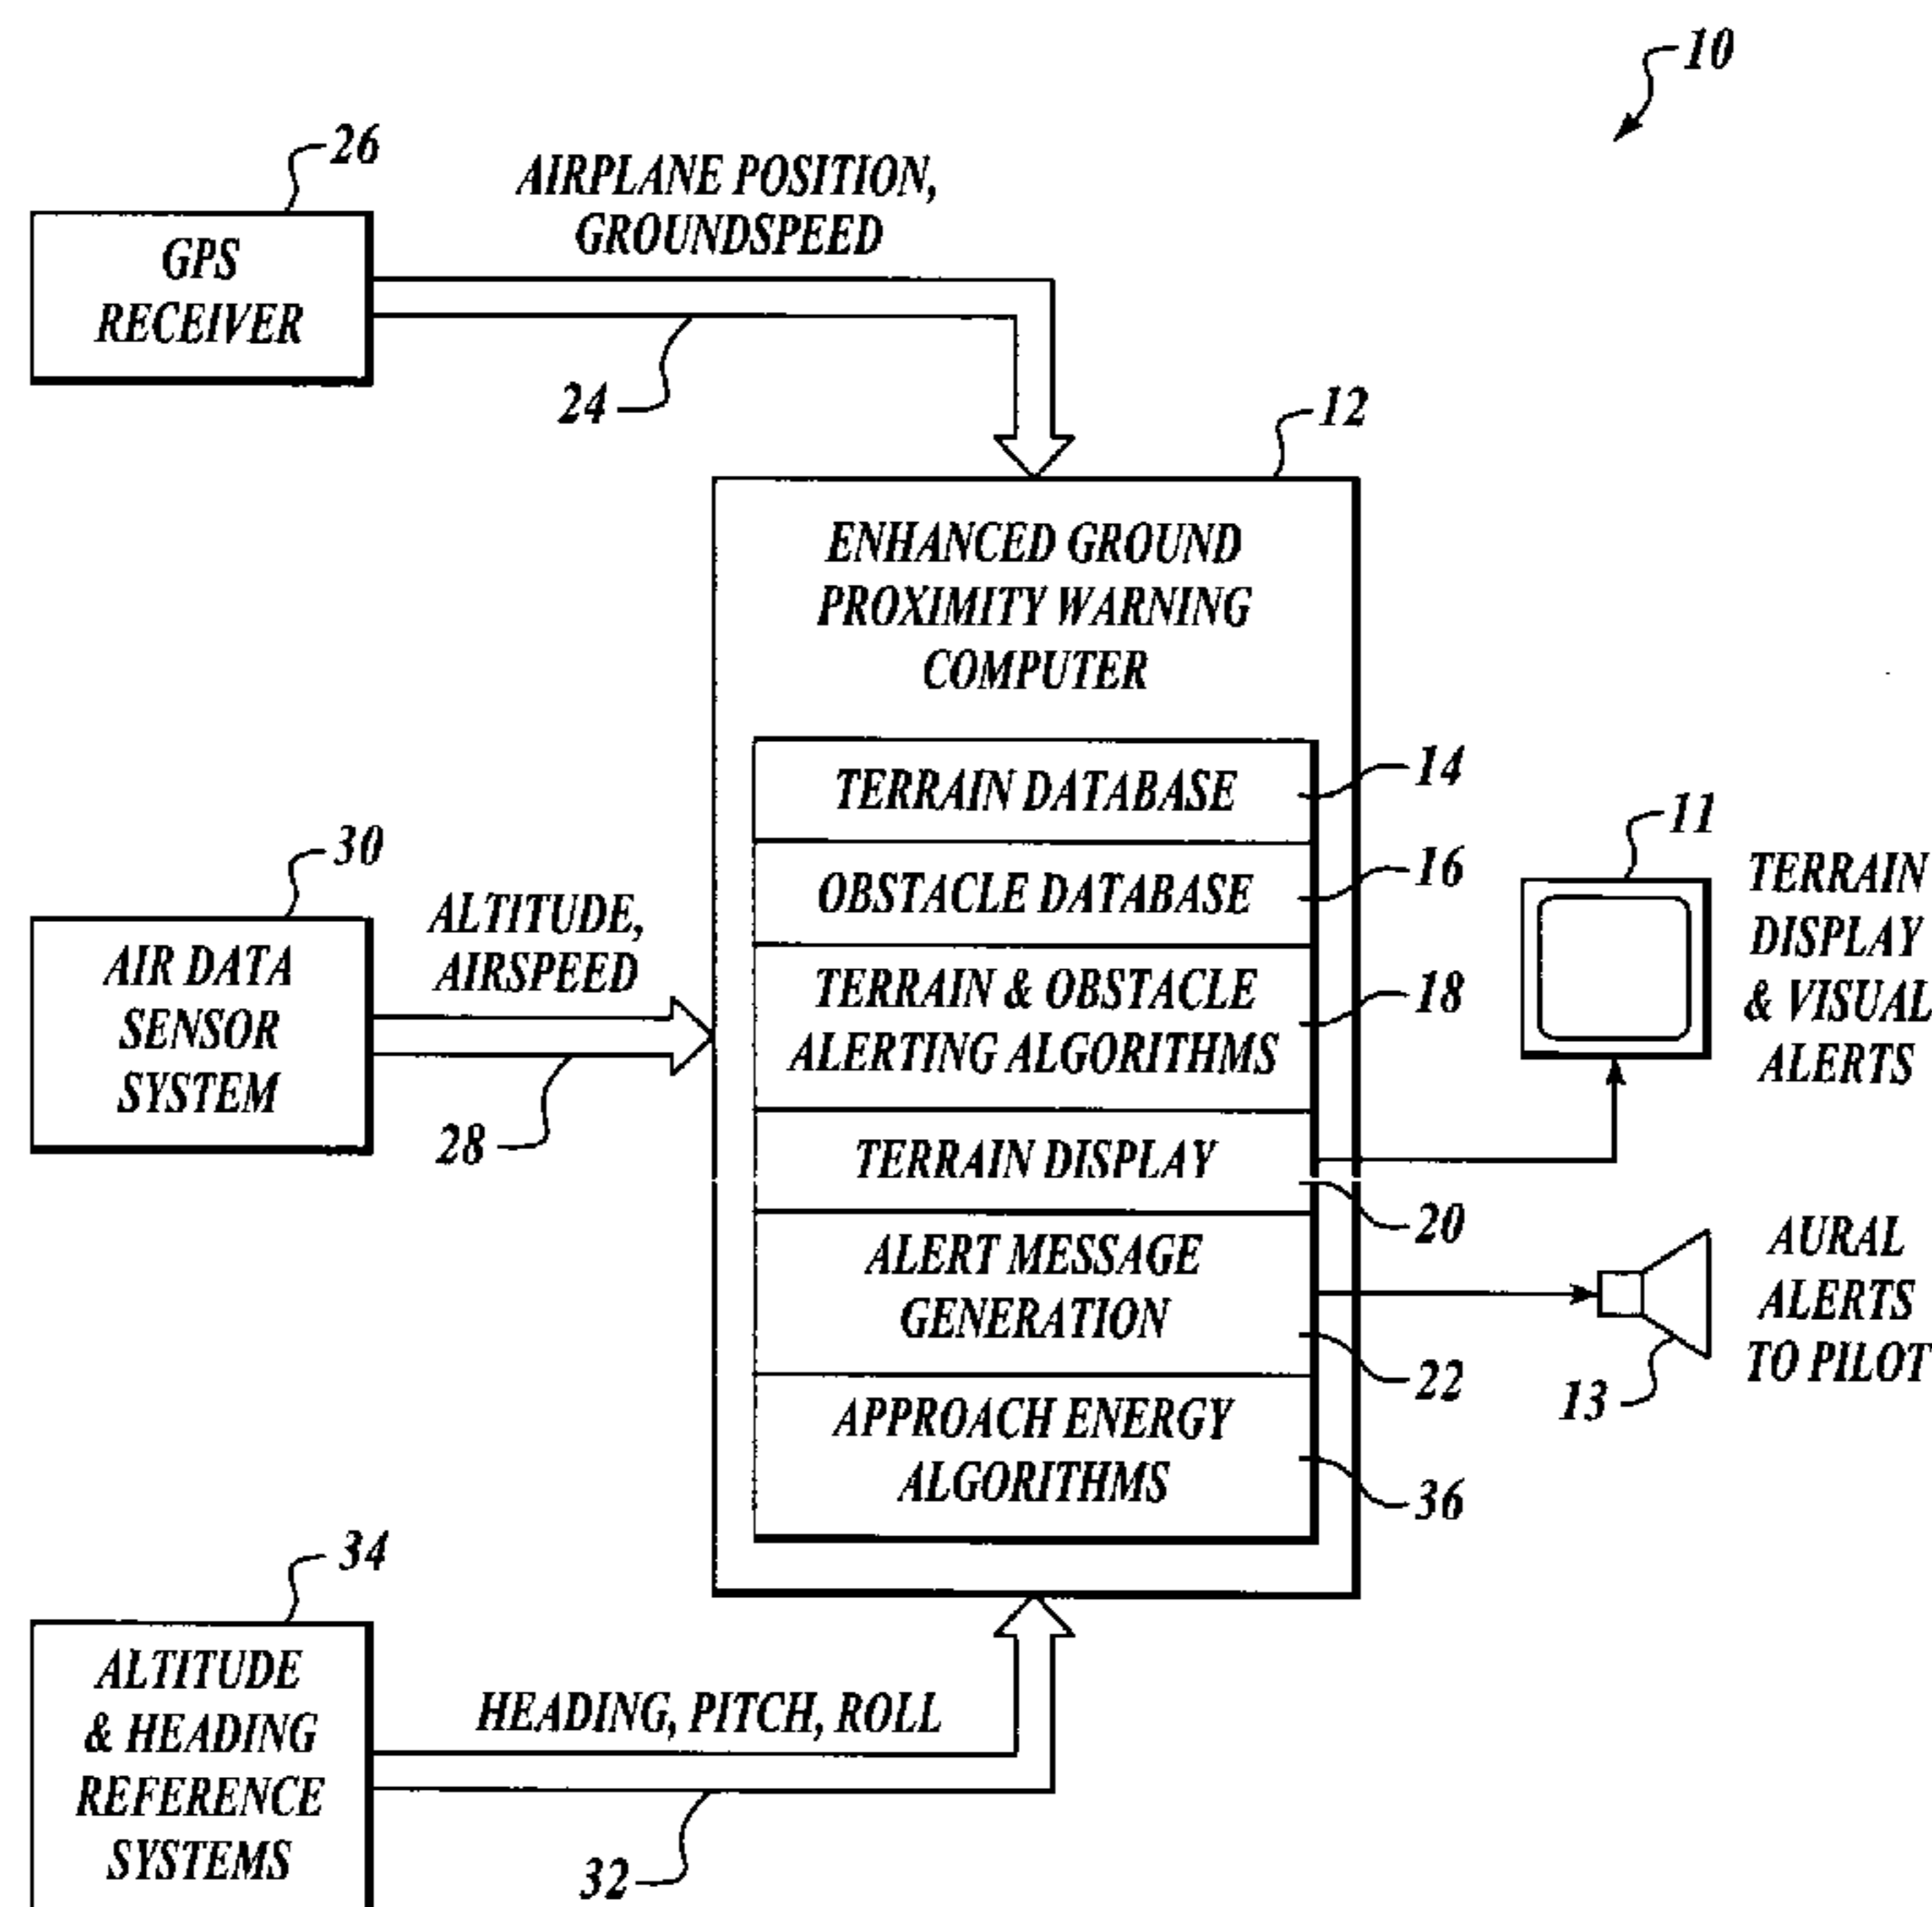 10
26
GPS
RECEIVER
AIRPLANE POSITION,
GROUNDSPEED
24
12
ENHANCED GROUND
PROXIMITY WARNING
COMPUTER
TERRAIN DATABASE
14
OBSTACLE DATABASE
16
TERRAIN & OBSTACLE
ALERTING ALGORITHMS
18
TERRAIN DISPLAY
20
ALERT MESSAGE
GENERATION
22
APPROACH ENERGY
ALGORITHMS
36
30
AIR DATA
SENSOR
SYSTEM
ALTITUDE,
AIRSPEED
28
11
TERRAIN
DISPLAY
& VISUAL
ALERTS
AURAL
ALERTS
TO PILOT
13
34
ALTITUDE
& HEADING
REFERENCE
SYSTEMS
HEADING, PITCH, ROLL
32